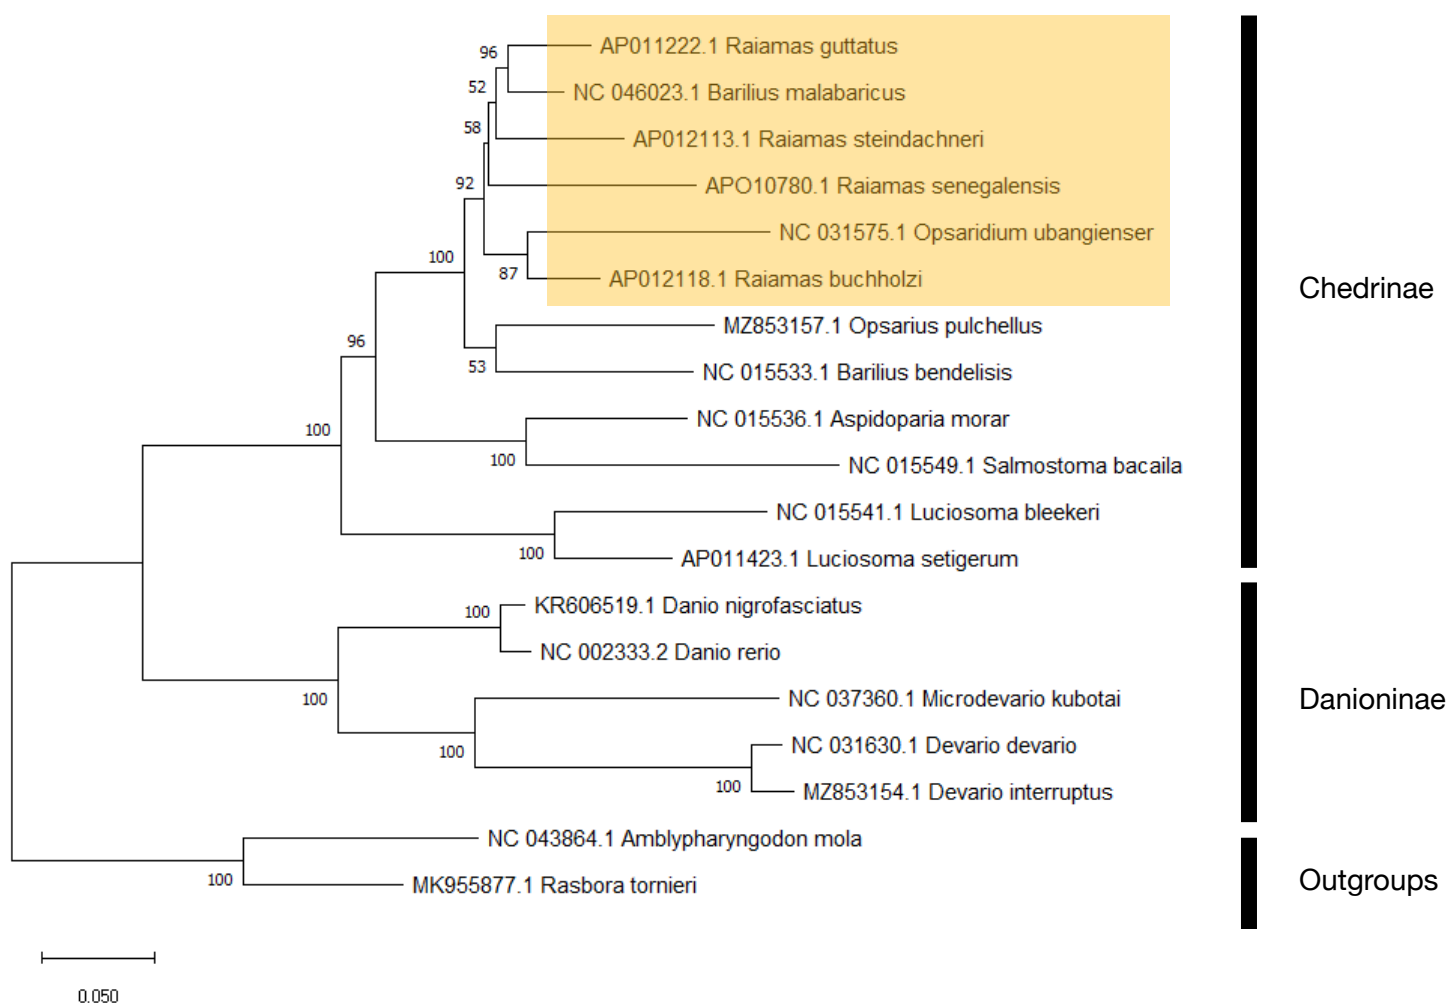 96
AP011222.1 Raiamas guttatus
52
NC 046023.1 Barilius malabaricus
58
AP012113.1 Raiamas steindachneri
92
APO10780.1 Raiamas senegalensis
NC 031575.1 Opsaridium ubangienser
100
87
AP012118.1 Raiamas buchholzi
Chedrinae
MZ853157.1 Opsarius pulchellus
96
53
NC 015533.1 Barilius bendelisis
NC 015536.1 Aspidoparia morar
100
100
NC 015549.1 Salmostoma bacaila
NC 015541.1 Luciosoma bleekeri
100
AP011423.1 Luciosoma setigerum
100
KR606519.1 Danio nigrofasciatus
NC 002333.2 Danio rerio
100
NC 037360.1 Microdevario kubotai
Danioninae
100
NC 031630.1 Devario devario
100
MZ853154.1 Devario interruptus
NC 043864.1 Amblypharyngodon mola
100
MK955877.1 Rasbora tornieri
Outgroups
0.050